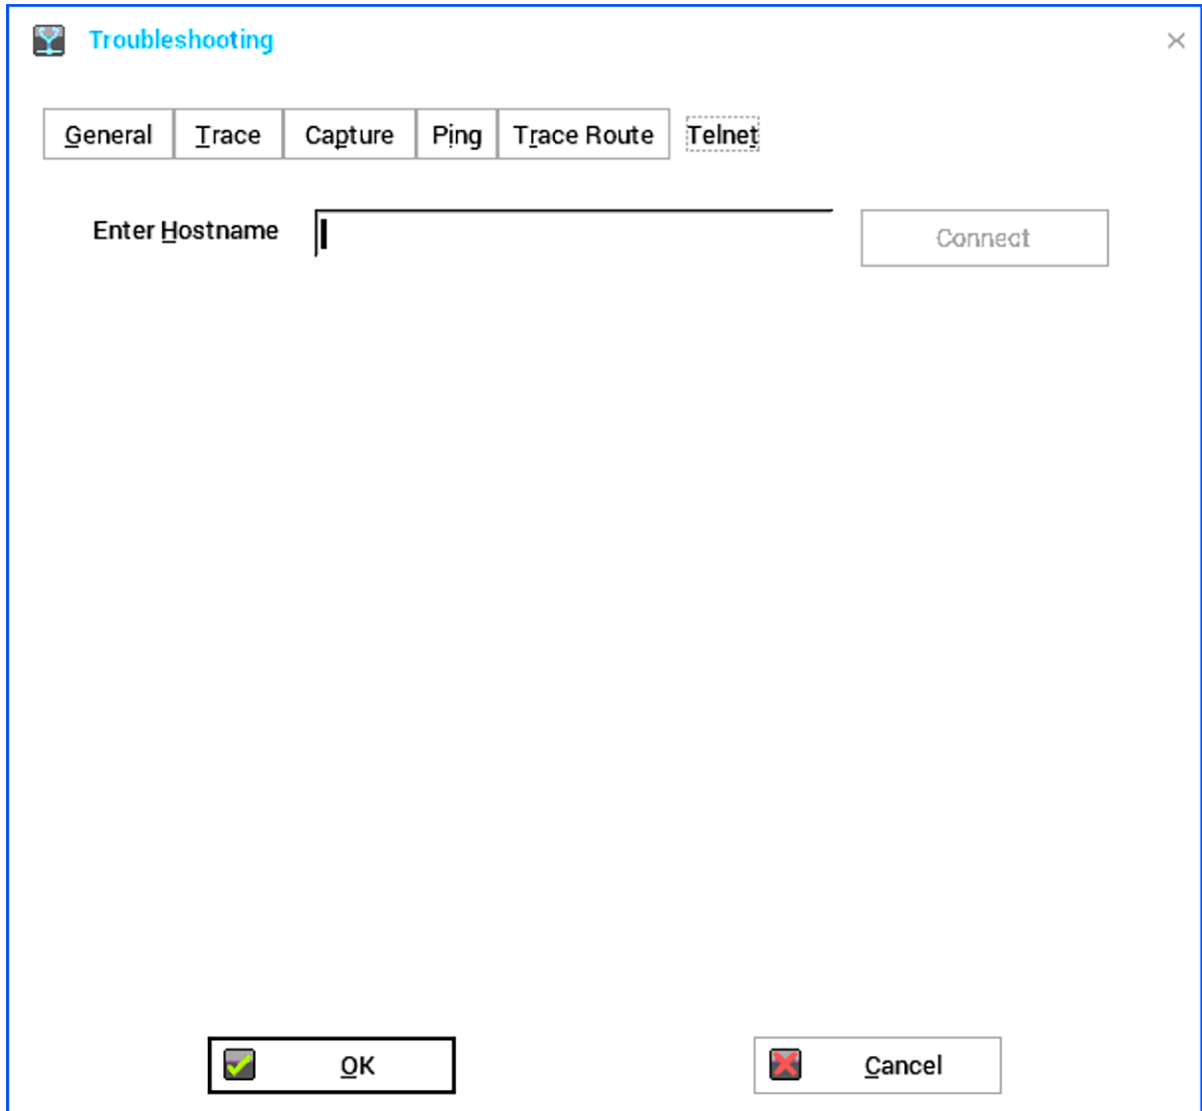 Troubleshooting
General Trace Capture Ping Trace Route Telnet
Enter Hostname Connect
OK Cancel